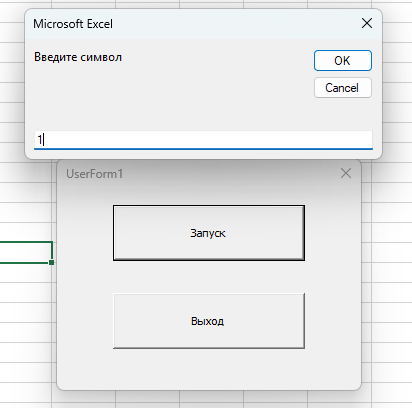 Microsoft Excel
Введите символ
OK
Cancel
1
UserForm1
Запуск
Выход